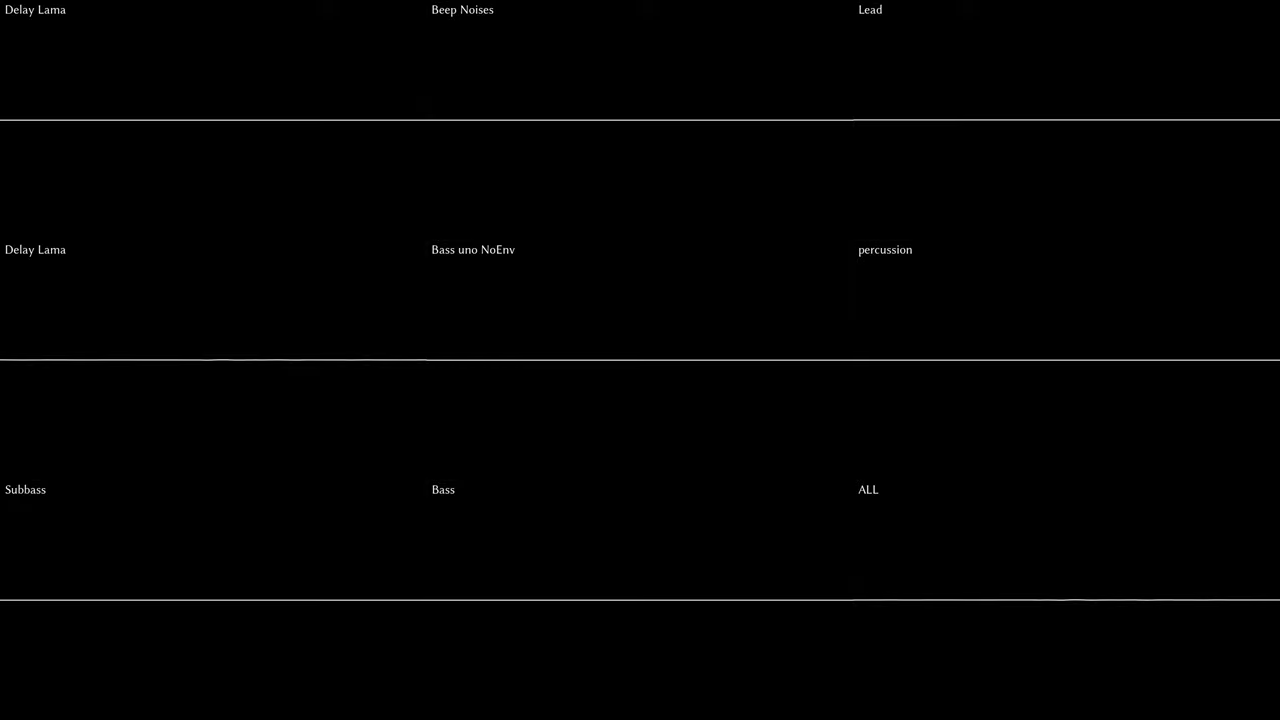 Delay Lama
Beep Noises
Lead
Delay Lama
Bass uno NoEnv
percussion
Subbass
Bass
ALL